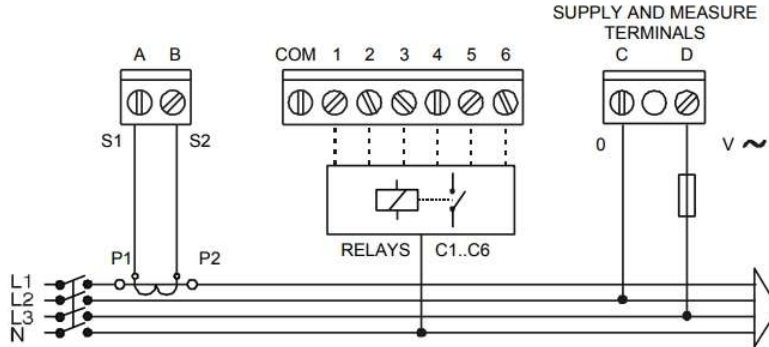 SUPPLY AND MEASURE
TERMINALS
A B COM 1 2 3 4 5 6 C D
S1 S2 0 V ~
RELAYS C1..C6
P1 P2
L1
L2
L3
N